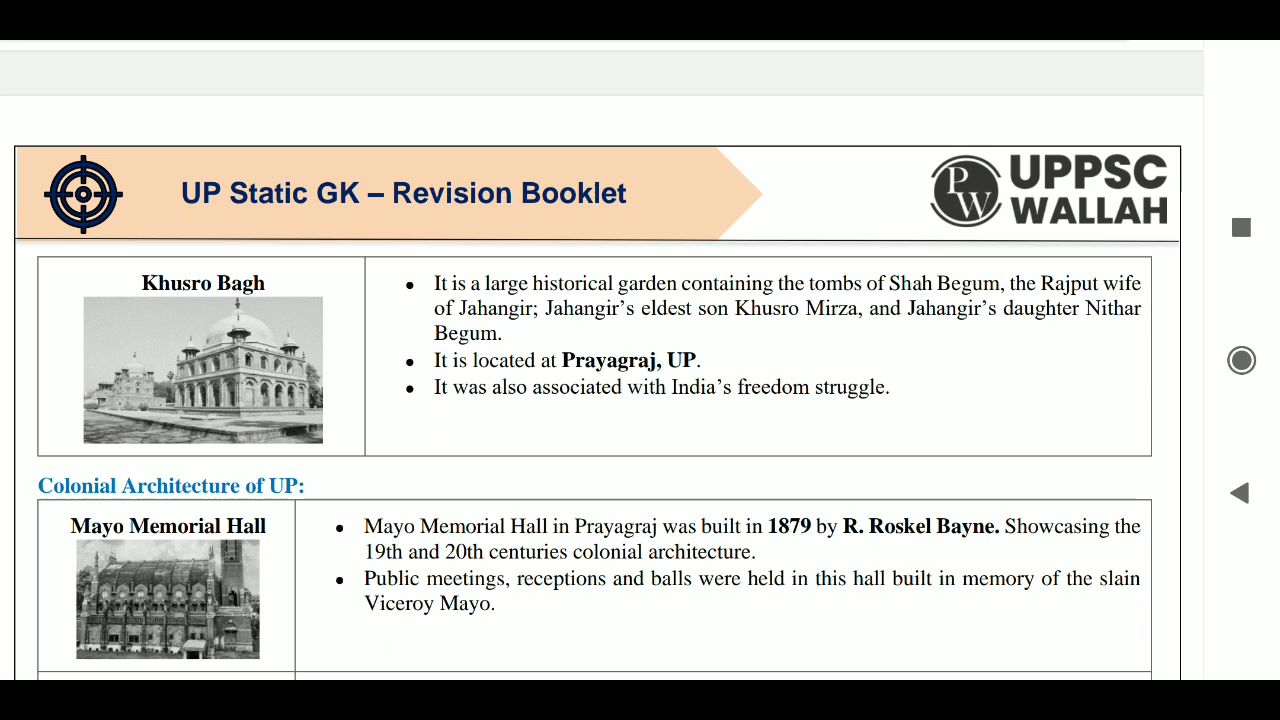 UP Static GK – Revision Booklet
PW
UPPSC
WALLAH
Khusro Bagh
• It is a large historical garden containing the tombs of Shah Begum, the Rajput wife
of Jahangir; Jahangir’s eldest son Khusro Mirza, and Jahangir’s daughter Nithar
Begum.
• It is located at Prayagraj, UP.
• It was also associated with India’s freedom struggle.
Colonial Architecture of UP:
Mayo Memorial Hall
• Mayo Memorial Hall in Prayagraj was built in 1879 by R. Roskel Bayne. Showcasing the
19th and 20th centuries colonial architecture.
• Public meetings, receptions and balls were held in this hall built in memory of the slain
Viceroy Mayo.